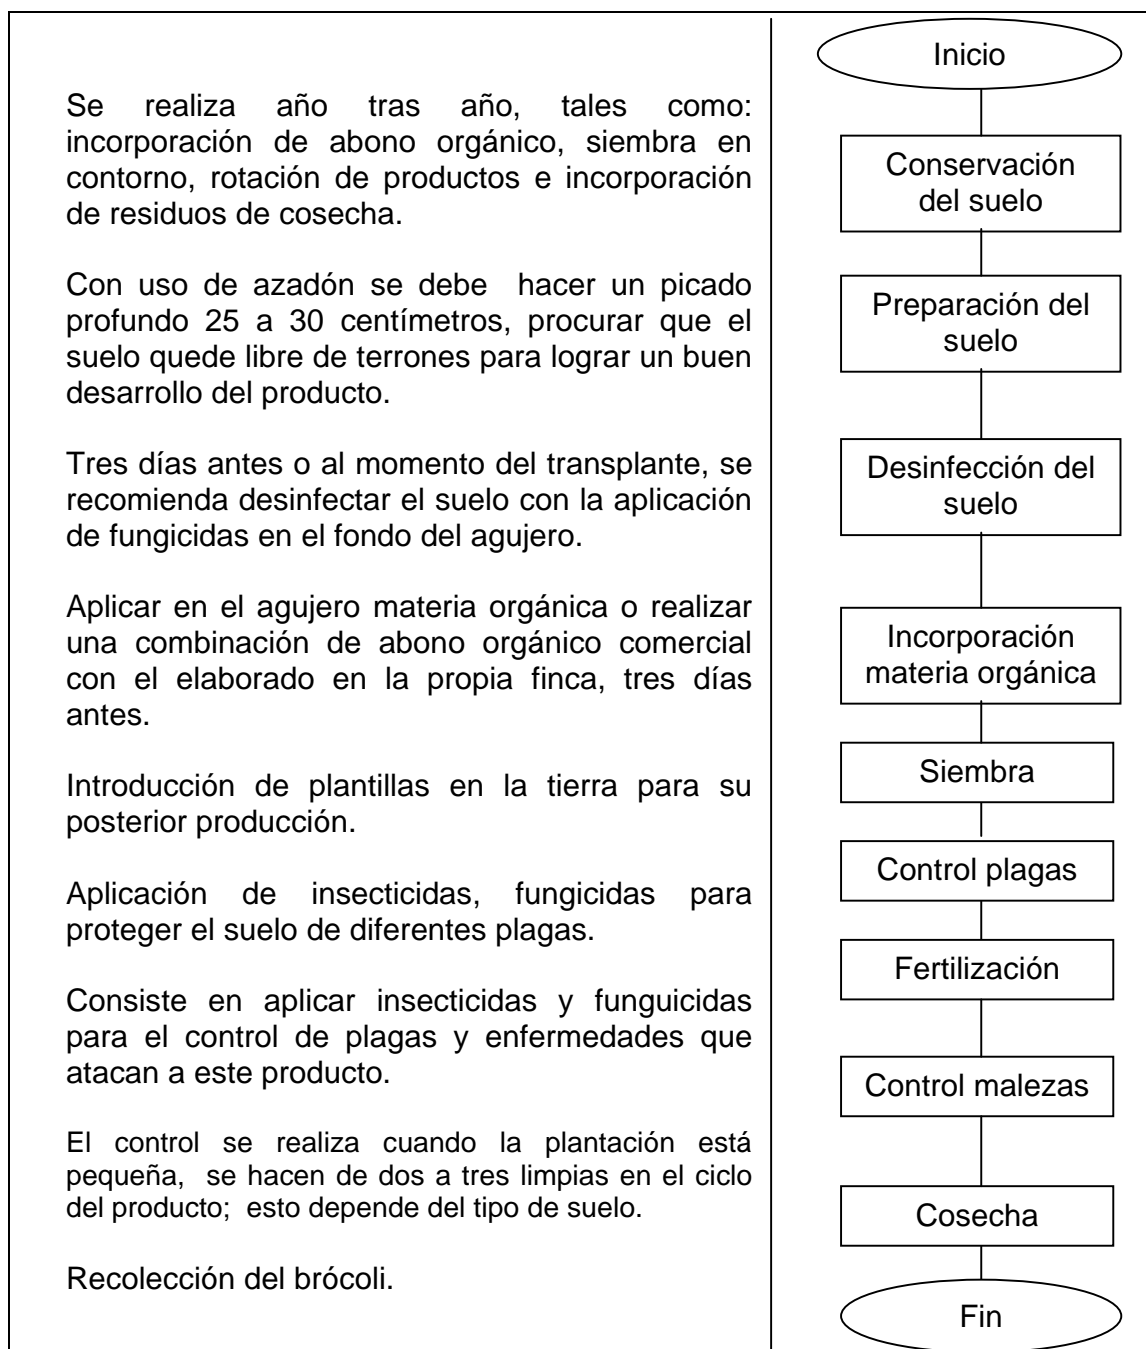 Se realiza año tras año, tales como:
incorporación de abono orgánico, siembra en
contorno, rotación de productos e incorporación
de residuos de cosecha.
Con uso de azadón se debe hacer un picado
profundo 25 a 30 centímetros, procurar que el
suelo quede libre de terrones para lograr un buen
desarrollo del producto.
Tres días antes o al momento del transplante, se
recomienda desinfectar el suelo con la aplicación
de fungicidas en el fondo del agujero.
Aplicar en el agujero materia orgánica o realizar
una combinación de abono orgánico comercial
con el elaborado en la propia finca, tres días
antes.
Introducción de plantillas en la tierra para su
posterior producción.
Aplicación de insecticidas, fungicidas para
proteger el suelo de diferentes plagas.
Consiste en aplicar insecticidas y funguicidas
para el control de plagas y enfermedades que
atacan a este producto.
El control se realiza cuando la plantación está
pequeña, se hacen de dos a tres limpias en el ciclo
del producto; esto depende del tipo de suelo.
Recolección del brócoli.
Inicio
Conservación
del suelo
Preparación del
suelo
Desinfección del
suelo
Incorporación
materia orgánica
Siembra
Control plagas
Fertilización
Control malezas
Cosecha
Fin